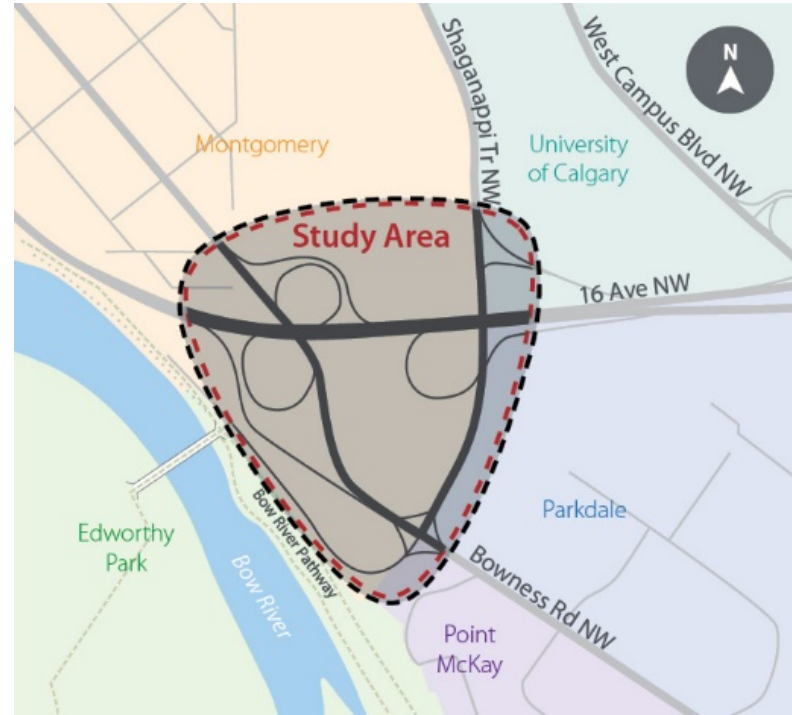 N
Shaganappi Tr NW
West Campus Blvd NW
Montgomery
University
of Calgary
Study Area
16 Ave NW
Bow River Pathway
Edworthy
Park
Bow River
Parkdale
Bowness Rd NW
Point
McKay